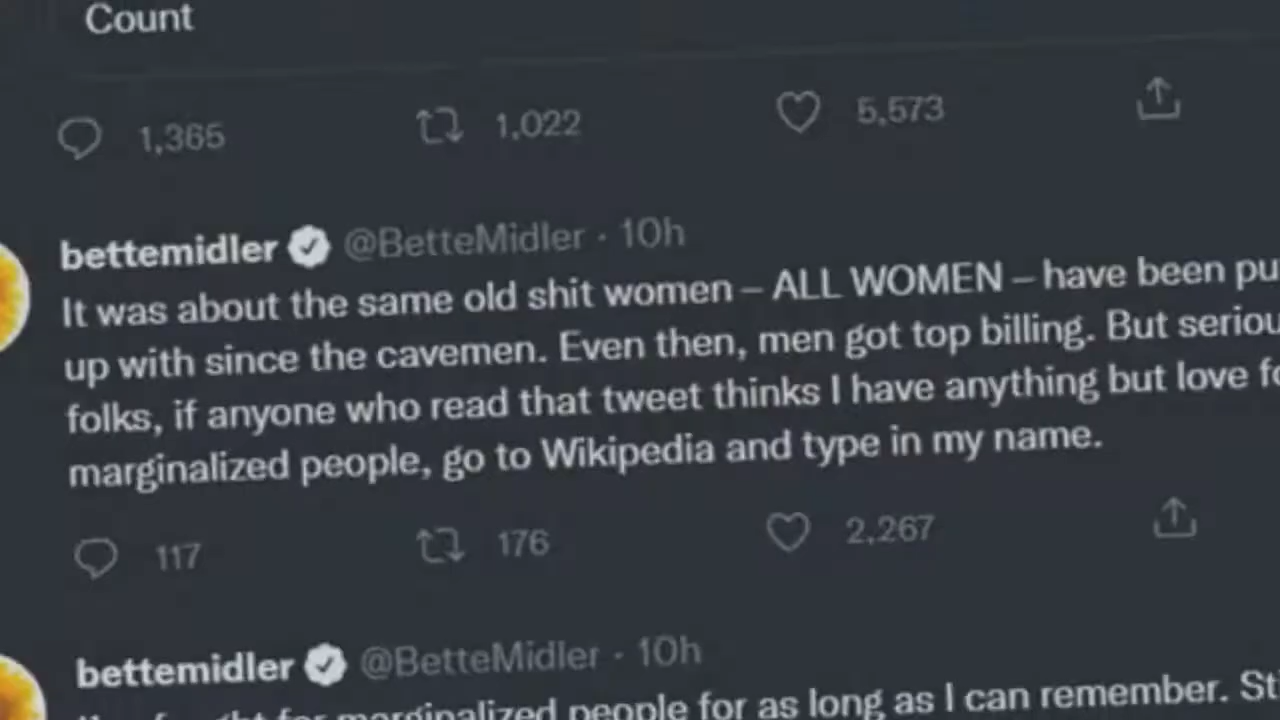 Count
1,365 1,022 5,573
bettemidler @BetteMidler · 10h
It was about the same old shit women – ALL WOMEN – have been pu
up with since the cavemen. Even then, men got top billing. But seriou
folks, if anyone who read that tweet thinks I have anything but love fo
marginalized people, go to Wikipedia and type in my name.
117 176 2,267
bettemidler @BetteMidler · 10h
for marginalized people for as long as I can remember. Sti